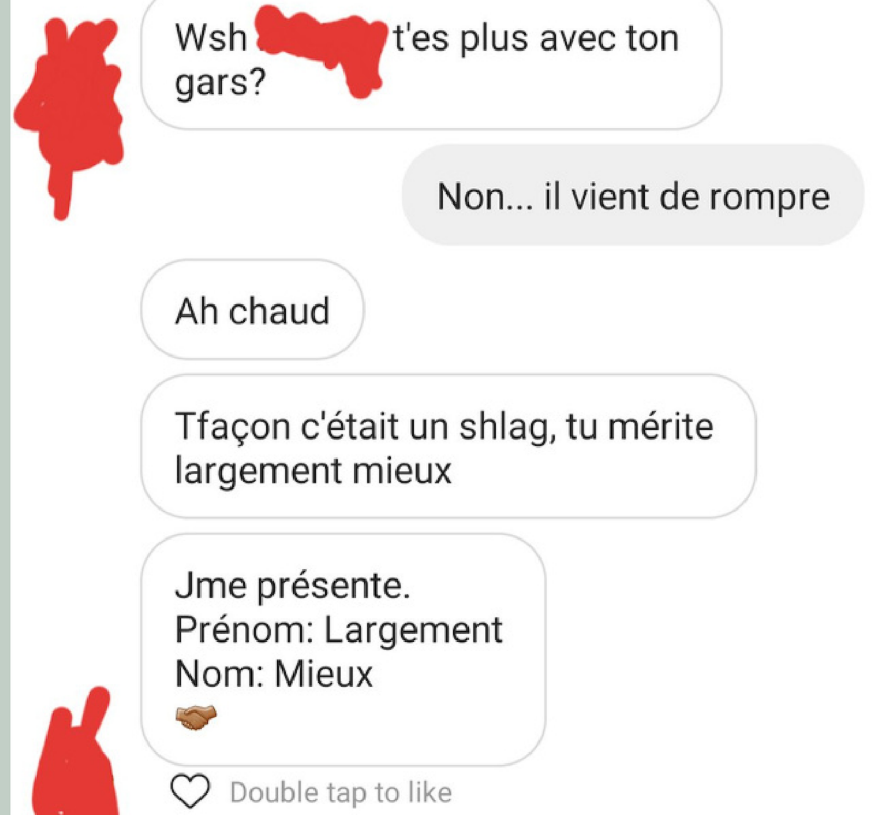 Wsh t'es plus avec ton
gars?
Non... il vient de rompre
Ah chaud
Tfaçon c'était un shlag, tu mérite
largement mieux
Jme présente.
Prénom: Largement
Nom: Mieux
Double tap to like